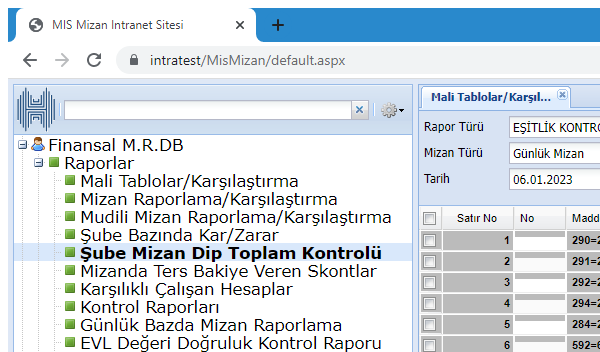 MIS Mizan Intranet Sitesi
intratest/MisMizan/default.aspx
Finansal M.R.DB
Raporlar
Mali Tablolar/Karşılaştırma
Mizan Raporlama/Karşılaştırma
Mudili Mizan Raporlama/Karşılaştırma
Şube Bazında Kar/Zarar
Şube Mizan Dip Toplam Kontrolü
Mizanda Ters Bakiye Veren Skontlar
Karşılıklı Çalışan Hesaplar
Kontrol Raporları
Günlük Bazda Mizan Raporlama
EVL Değeri Doğruluk Kontrol Raporu
Mali Tablolar/Karşıl...
Rapor Türü EŞİTLİK KONTRO
Mizan Türü Günlük Mizan
Tarih 06.01.2023
Satır No No Madd
1 290=2
2 291=2
3 292=2
4 294=2
5 284=2
6 592=6